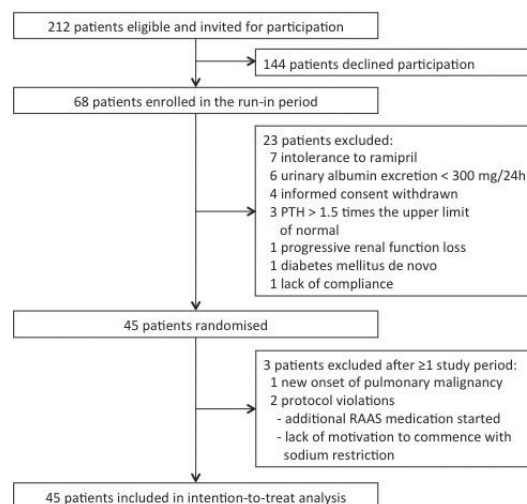 212 patients eligible and invited for participation
144 patients declined participation
68 patients enrolled in the run-in period
23 patients excluded:
7 intolerance to ramipril
6 urinary albumin excretion < 300 mg/24h
4 informed consent withdrawn
3 PTH > 1.5 times the upper limit
of normal
1 progressive renal function loss
1 diabetes mellitus de novo
1 lack of compliance
45 patients randomised
3 patients excluded after ≥1 study period:
1 new onset of pulmonary malignancy
2 protocol violations
- additional RAAS medication started
- lack of motivation to commence with
sodium restriction
45 patients included in intention-to-treat analysis